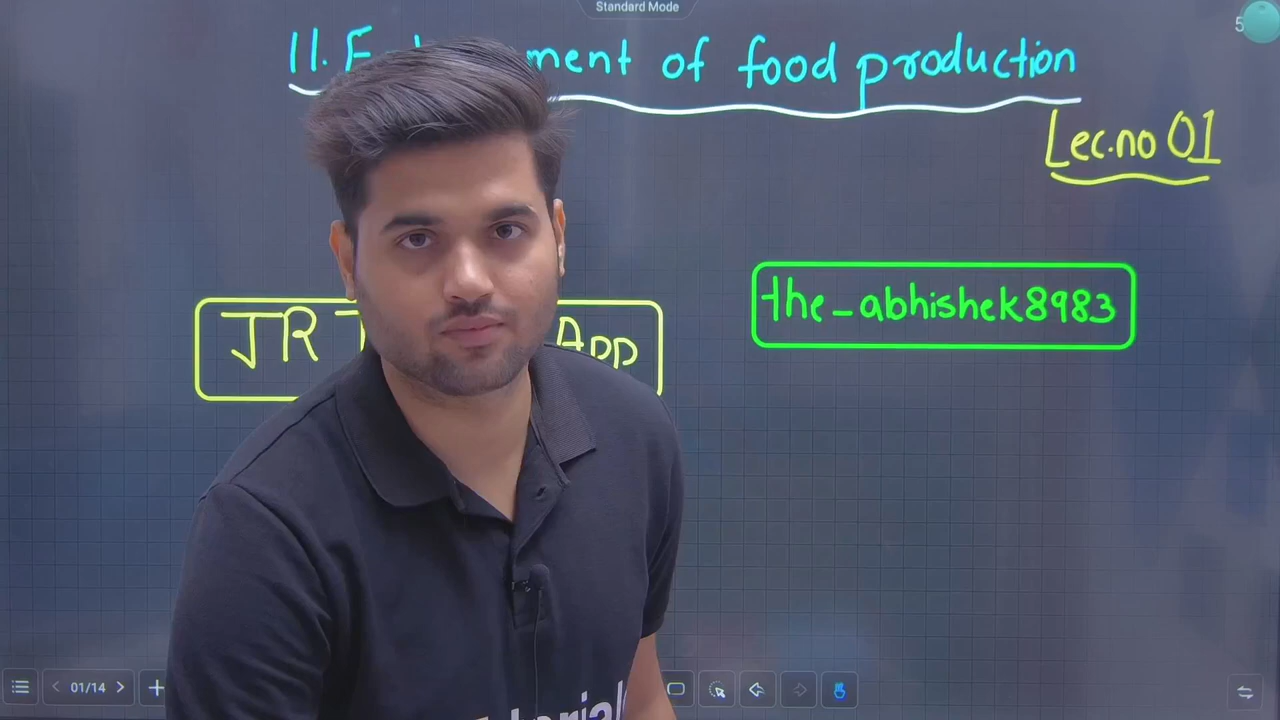 Standard Mode
11. ment of food production
Lec.no 01
the_abhishek8983
JR App
01/14